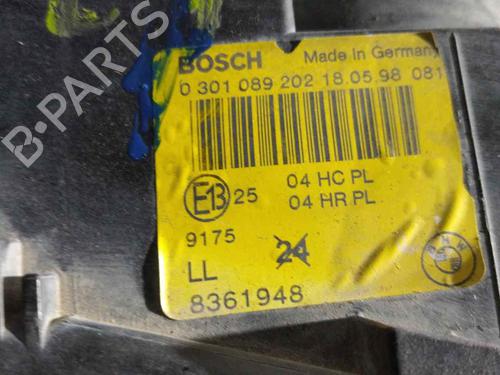 BOSCH Made in Germany
0 301 089 202 18.05.98 081
E13 25 04 HC PL
04 HR PL
9175 24
LL
8361948
BMW
B-PARTS